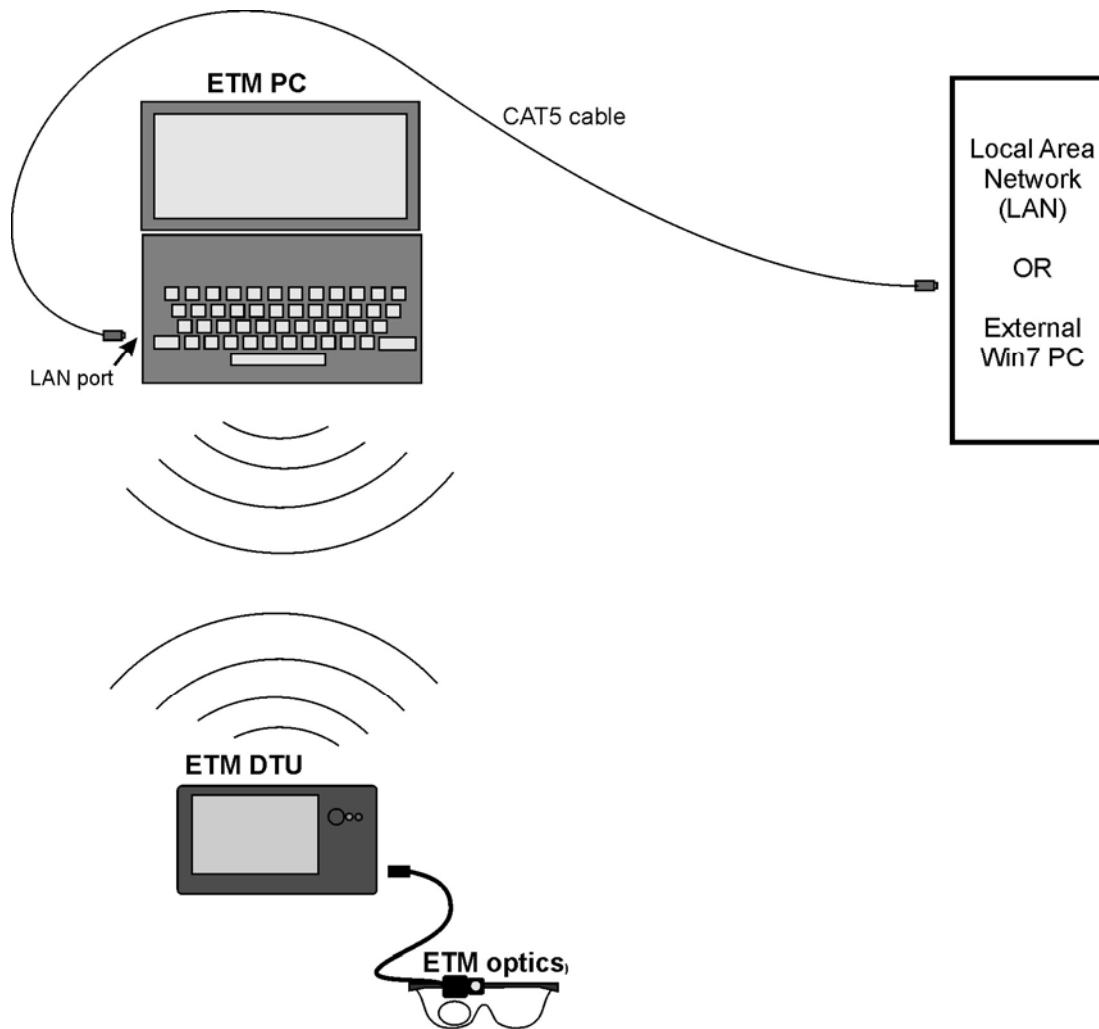 ETM PC
CAT5 cable
Local Area
Network
(LAN)
OR
External
Win7 PC
LAN port
ETM DTU
ETM optics)